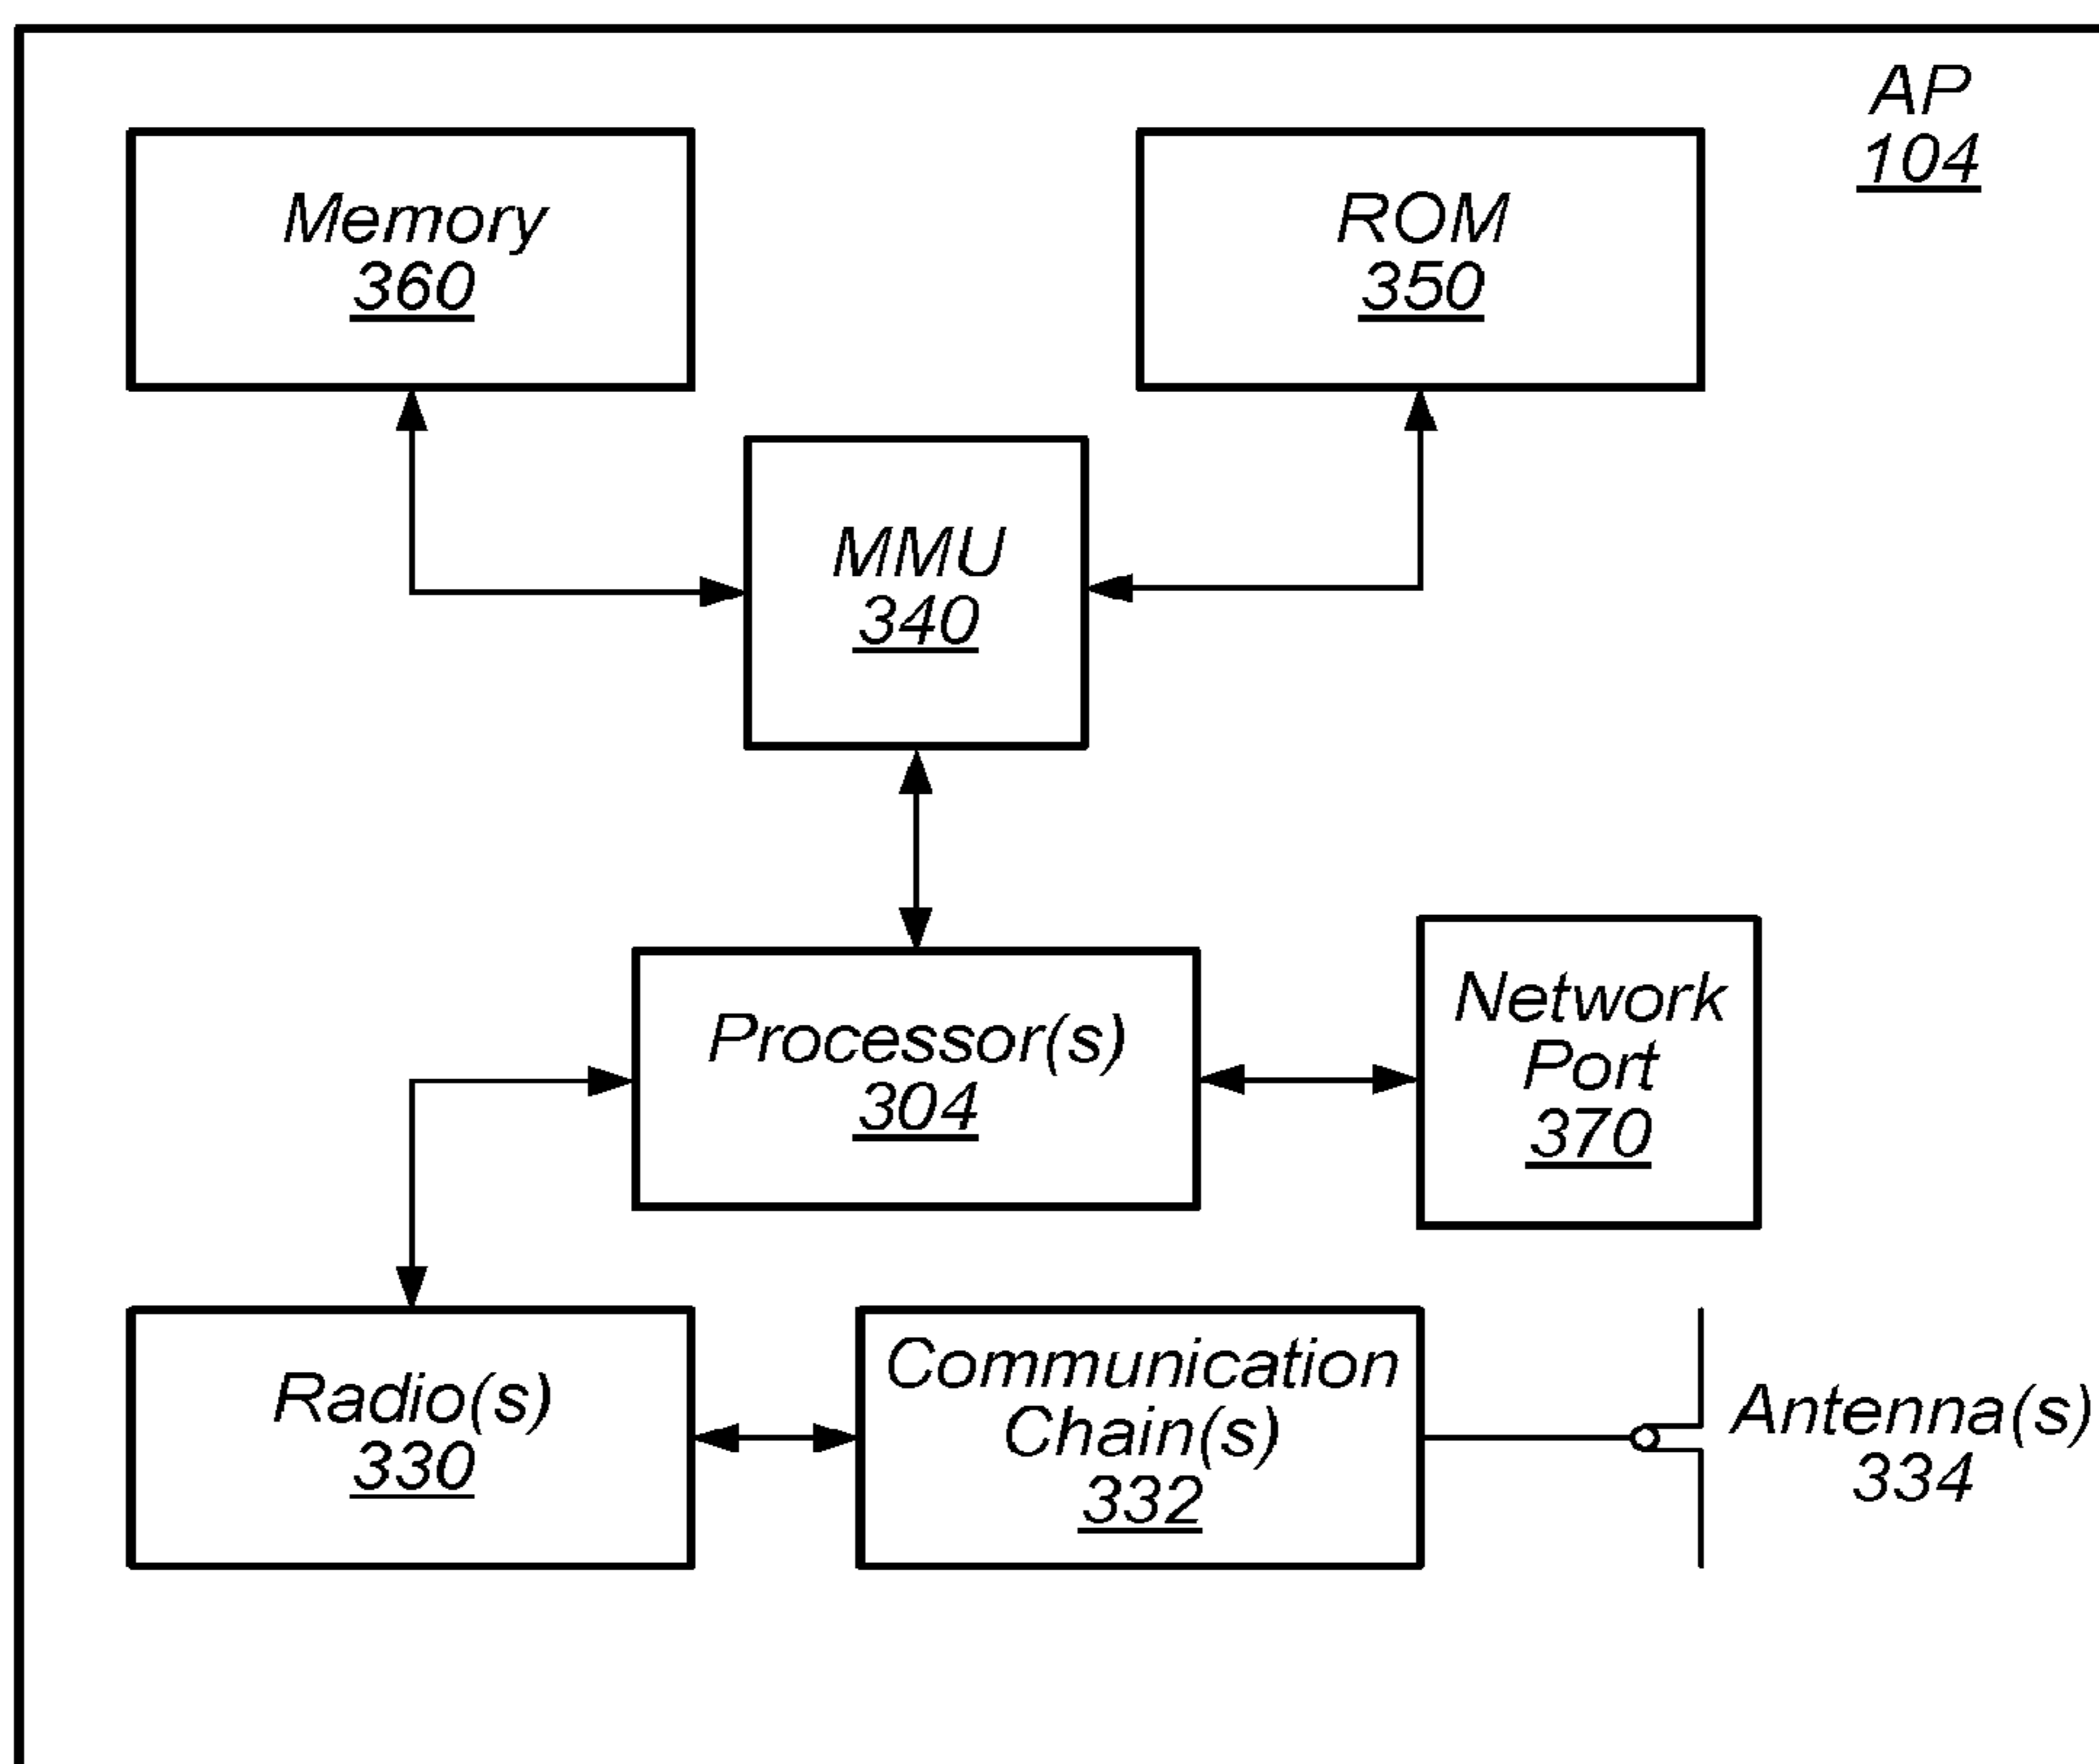 AP
104
Memory
360
ROM
350
MMU
340
Processor(s)
304
Network
Port
370
Radio(s)
330
Communication
Chain(s)
332
Antenna(s)
334